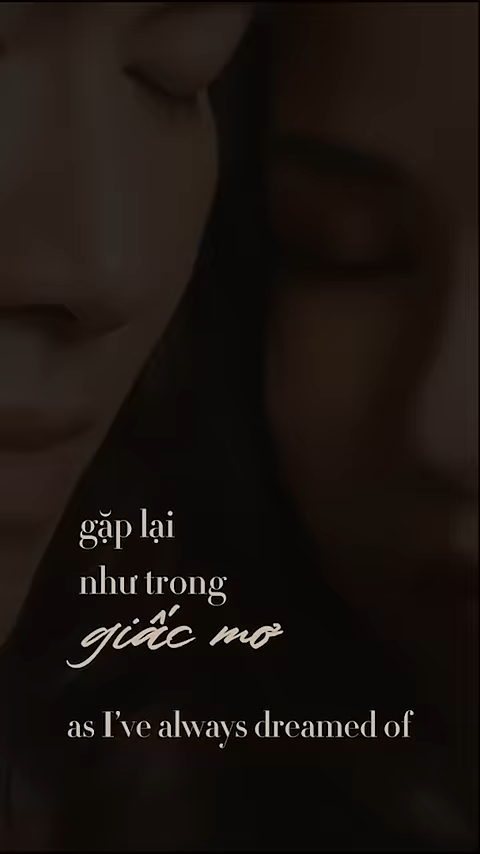 gặp lại
như trong
giấc mơ
as I've always dreamed of